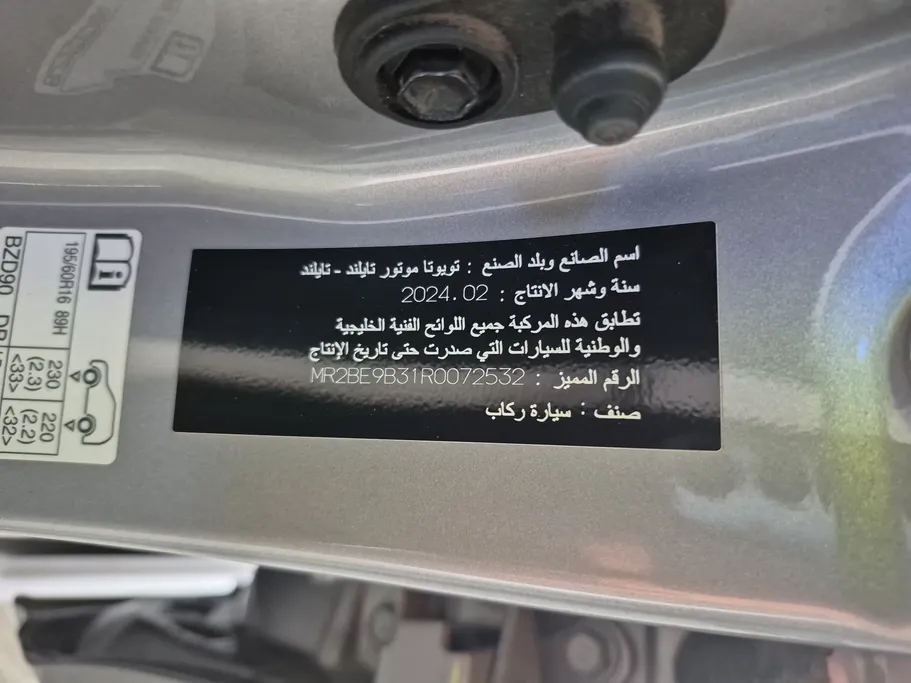 اسم الصانع وبلد الصنع : تويوتا موتور تايلند - تايلند
سنة وشهر الانتاج : 2024.02
تطابق هذه المركبة جميع اللوائح الفنية الخليجية
والوطنية للسيارات التي صدرت حتى تاريخ الإنتاج
الرقم المميز : MR2BE9B31R0072532
صنف : سيارة ركاب
195/60R16 89H
230
(2.3)
<33>
220
(2.2)
<32>
BZD90